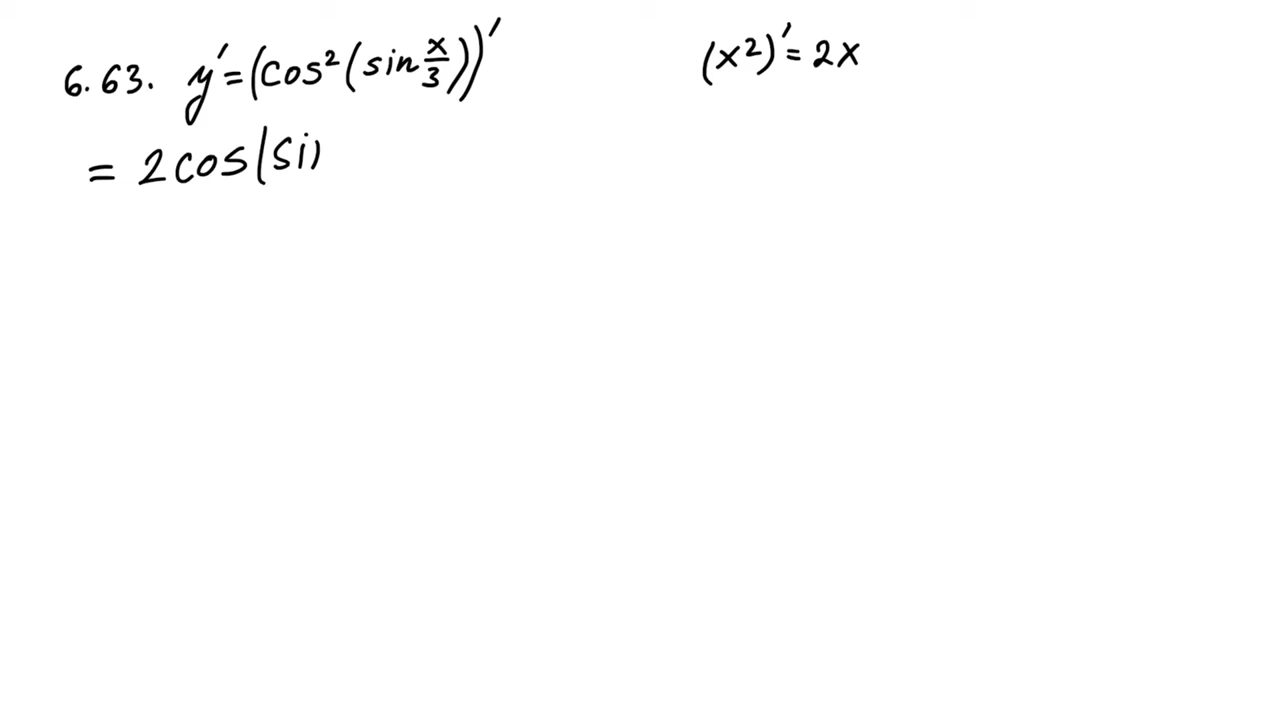 6.63. y' = (cos² (sin x/3))'
(x²)' = 2x
= 2cos(si)